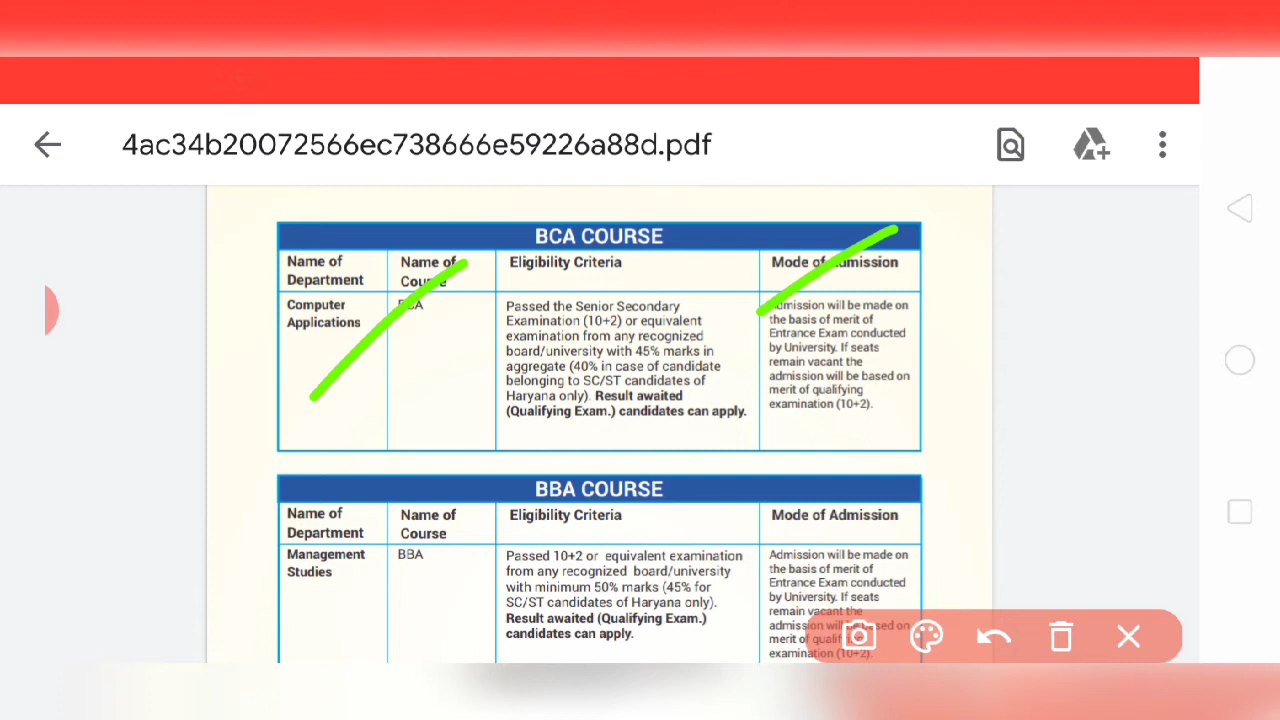 4ac34b20072566ec738666e59226a88d.pdf
BCA COURSE
Name of
Department
Name of
Course
Eligibility Criteria
Mode of Admission
Computer
Applications
BCA
Passed the Senior Secondary
Examination (10+2) or equivalent
examination from any recognized
board/university with 45% marks in
aggregate (40% in case of candidate
belonging to SC/ST candidates of
Haryana only). Result awaited
(Qualifying Exam.) candidates can apply.
Admission will be made on
the basis of merit of
Entrance Exam conducted
by University. If seats
remain vacant the
admission will be based on
merit of qualifying
examination (10+2).
BBA COURSE
Name of
Department
Name of
Course
Eligibility Criteria
Mode of Admission
Management
Studies
BBA
Passed 10+2 or equivalent examination
from any recognized board/university
with minimum 50% marks (45% for
SC/ST candidates of Haryana only).
Result awaited (Qualifying Exam.)
candidates can apply.
Admission will be made on
the basis of merit of
Entrance Exam conducted
by University. If seats
remain vacant the
admission will be based on
merit of qualifying
examination (10+2).